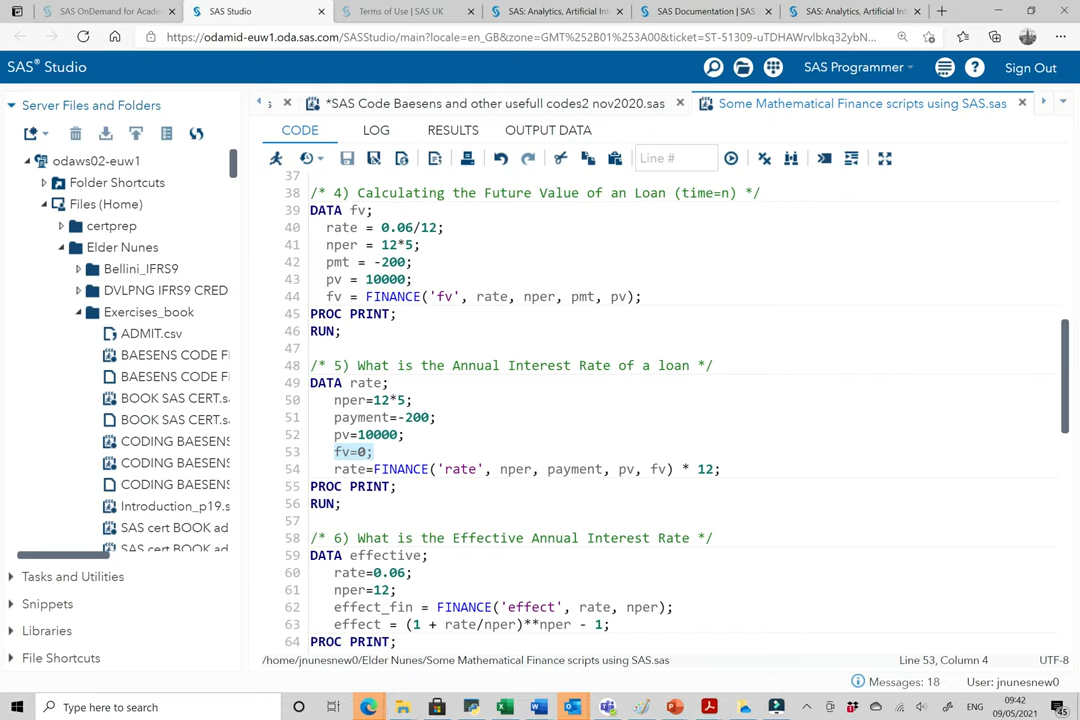 SAS OnDemand for Acade
SAS Studio
Terms of Use | SAS UK
SAS: Analytics, Artificial Int
SAS Documentation | SAS
SAS: Analytics, Artificial Int
https://odamid-euw1.oda.sas.com/SASStudio/main?locale=en_GB&zone=GMT%252B01%253A00&ticket=ST-51309-uTDHAWrvlbkq32ybN...
SAS® Studio
SAS Programmer
Sign Out
Server Files and Folders
*SAS Code Baesens and other usefull codes2 nov2020.sas
Some Mathematical Finance scripts using SAS.sas
CODE LOG RESULTS OUTPUT DATA
Line #
odaws02-euw1
Folder Shortcuts
Files (Home)
certprep
Elder Nunes
Bellini_IFRS9
DVLPNG IFRS9 CRED
Exercises_book
ADMIT.csv
BAESENS CODE FI
BAESENS CODE FI
BOOK SAS CERT.sa
BOOK SAS CERT.sa
CODING BAESENS
CODING BAESENS
CODING BAESENS
Introduction_p19.s
SAS cert BOOK ad
SAS cert BOOK ad
Tasks and Utilities
Snippets
Libraries
File Shortcuts
37
38 /* 4) Calculating the Future Value of an Loan (time=n) */
39 DATA fv;
40 rate = 0.06/12;
41 nper = 12*5;
42 pmt = -200;
43 pv = 10000;
44 fv = FINANCE('fv', rate, nper, pmt, pv);
45 PROC PRINT;
46 RUN;
47
48 /* 5) What is the Annual Interest Rate of a loan */
49 DATA rate;
50 nper=12*5;
51 payment=-200;
52 pv=10000;
53 fv=0;
54 rate=FINANCE('rate', nper, payment, pv, fv) * 12;
55 PROC PRINT;
56 RUN;
57
58 /* 6) What is the Effective Annual Interest Rate */
59 DATA effective;
60 rate=0.06;
61 nper=12;
62 effect_fin = FINANCE('effect', rate, nper);
63 effect = (1 + rate/nper)**nper - 1;
64 PROC PRINT;
/home/jnunesnew0/Elder Nunes/Some Mathematical Finance scripts using SAS.sas
Line 53, Column 4
UTF-8
Messages: 18
User: jnunesnew0
Type here to search
ENG
09:42
09/05/2021
45